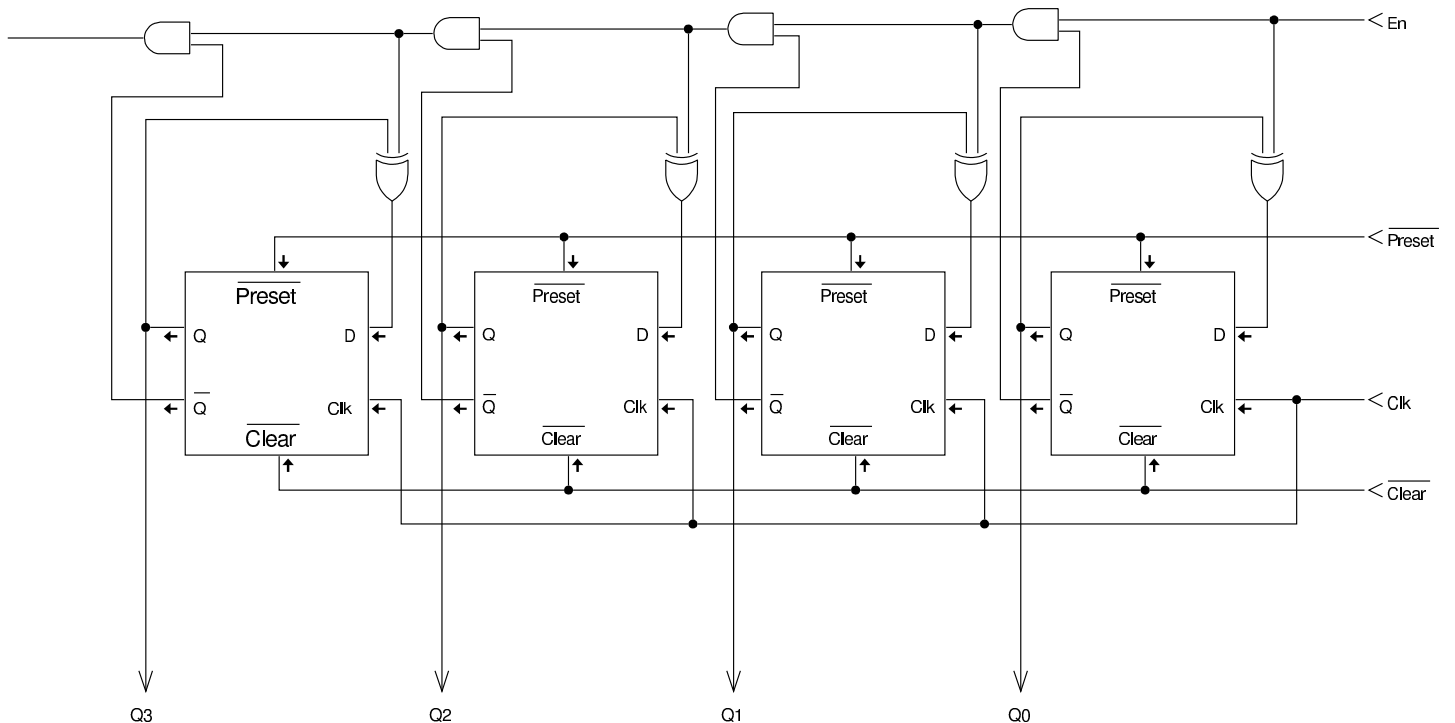 En
Preset
Preset Preset Preset Preset
Q D Q D Q D Q D
Q Clk Q Clk Q Clk Q Clk Clk
Clear Clear Clear Clear
Clear
Q3 Q2 Q1 Q0